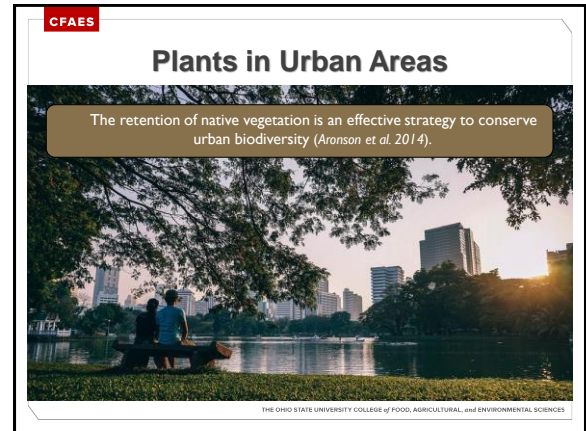 CFAES
Plants in Urban Areas
The retention of native vegetation is an effective strategy to conserve
urban biodiversity (Aronson et al. 2014).
THE OHIO STATE UNIVERSITY COLLEGE of FOOD, AGRICULTURAL, and ENVIRONMENTAL SCIENCES